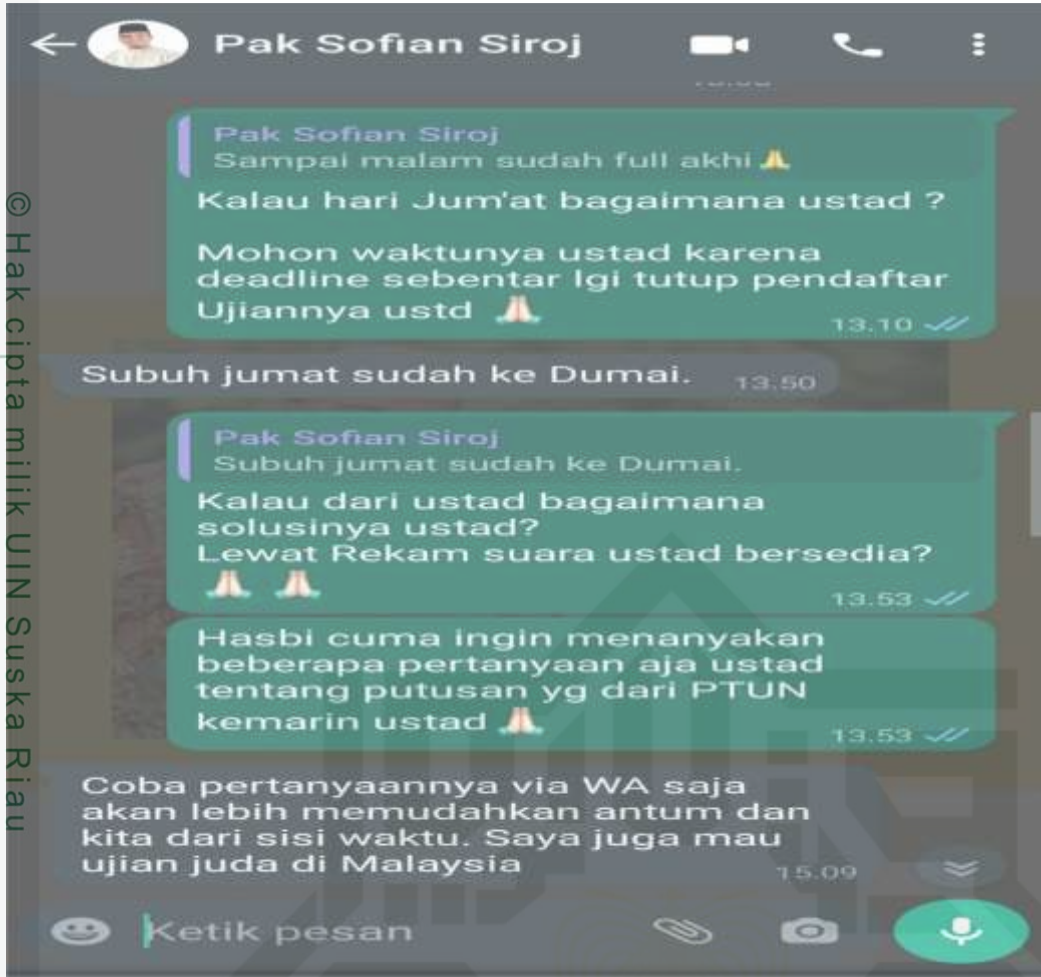 Pak Sofian Siroj
Pak Sofian Siroj
Sampai malam sudah full akhi🙏
Kalau hari Jum'at bagaimana ustad ?
Mohon waktunya ustad karena
deadline sebentar lgi tutup pendaftar
Ujiannya ustd 🙏🏻
13.10
Subuh jumat sudah ke Dumai.
13.50
Pak Sofian Siroj
Subuh jumat sudah ke Dumai.
Kalau dari ustad bagaimana
solusinya ustad?
Lewat Rekam suara ustad bersedia?
🙏🏻 🙏🏻
13.53
Hasbi cuma ingin menanyakan
beberapa pertanyaan aja ustad
tentang putusan yg dari PTUN
kemarin ustad 🙏🏻
13.53
Coba pertanyaannya via WA saja
akan lebih memudahkan antum dan
kita dari sisi waktu. Saya juga mau
ujian juda di Malaysia
15.09
Ketik pesan
© Hak cipta milik UIN Suska Riau